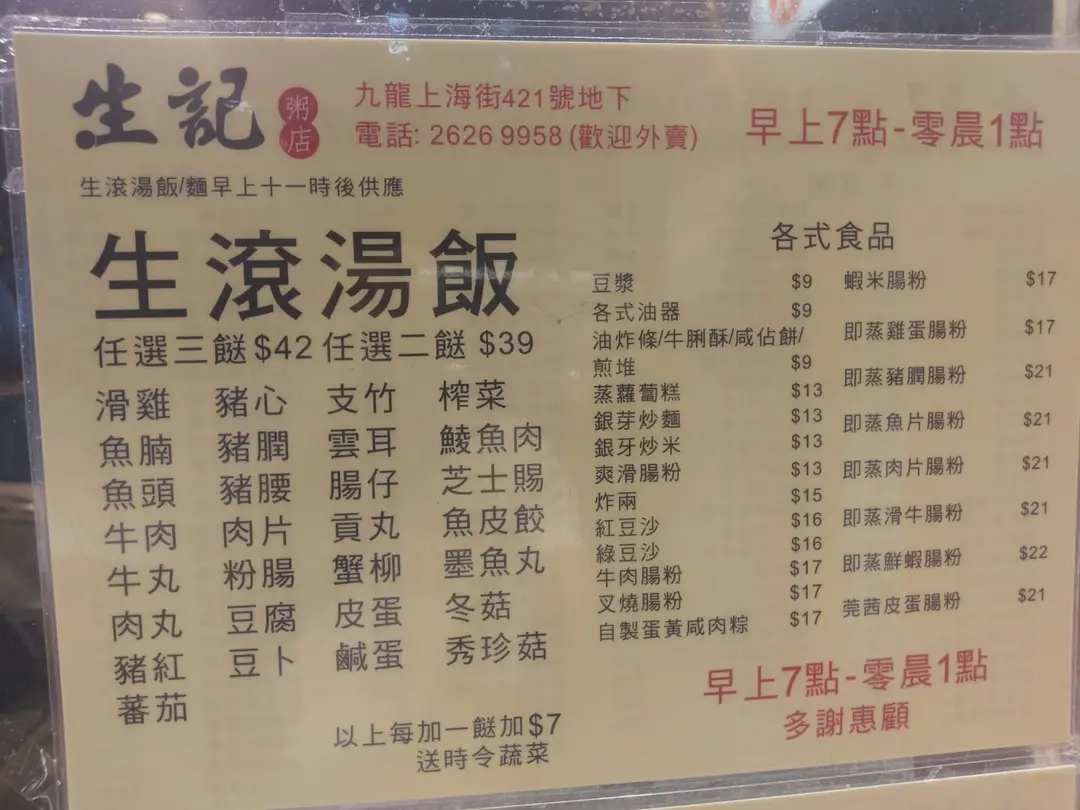 生記 粥店
九龍上海街421號地下
電話: 2626 9958 (歡迎外賣)
早上7點-零晨1點
生滾湯飯/麵早上十一時後供應
生滾湯飯
任選三餸$42 任選二餸 $39
滑雞 豬心 支竹 榨菜
魚腩 豬膶 雲耳 鯪魚肉
魚頭 豬腰 腸仔 芝士腸
牛肉 肉片 貢丸 魚皮餃
牛丸 粉腸 蟹柳 墨魚丸
肉丸 豆腐 皮蛋 冬菇
豬紅 豆卜 鹹蛋 秀珍菇
蕃茄
以上每加一餸加$7
送時令蔬菜
各式食品
豆漿 $9
各式油器 $9
油炸條/牛脷酥/咸佔餅/
煎堆 $9
蒸蘿蔔糕 $13
銀芽炒麵 $13
銀牙炒米 $13
爽滑腸粉 $13
炸兩 $15
紅豆沙 $16
綠豆沙 $16
牛肉腸粉 $17
叉燒腸粉 $17
自製蛋黃咸肉粽 $17
蝦米腸粉 $17
即蒸雞蛋腸粉 $17
即蒸豬膶腸粉 $21
即蒸魚片腸粉 $21
即蒸肉片腸粉 $21
即蒸滑牛腸粉 $21
即蒸鮮蝦腸粉 $22
莞茜皮蛋腸粉 $21
早上7點-零晨1點
多謝惠顧